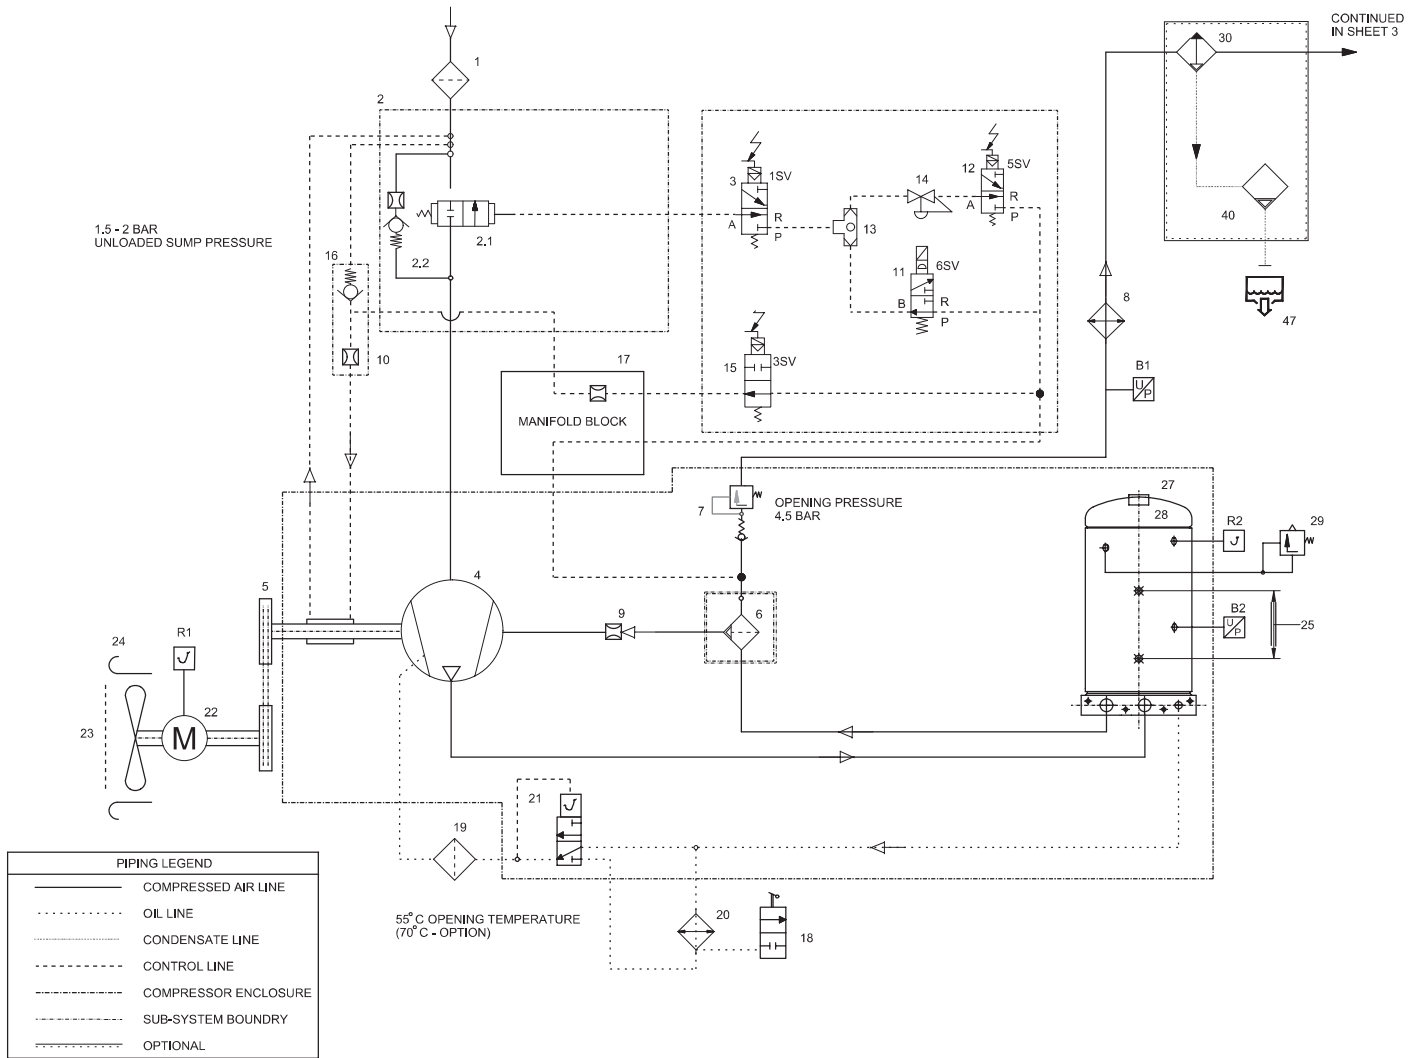 CONTINUED
IN SHEET 3
1
30
2
3
1SV
12
5SV
14
R
A
P
R
A
P
13
40
2.1
1.5 - 2 BAR
UNLOADED SUMP PRESSURE
16
2.2
11
6SV
B
R
P
8
47
10
17
15
3SV
B1
U
P
MANIFOLD BLOCK
7
OPENING PRESSURE
4.5 BAR
27
28
R2
29
4
5
9
6
B2
U
P
25
24
R1
23
22
M
21
19
PIPING LEGEND
COMPRESSED AIR LINE
OIL LINE
CONDENSATE LINE
CONTROL LINE
COMPRESSOR ENCLOSURE
SUB-SYSTEM BOUNDRY
OPTIONAL
55°C OPENING TEMPERATURE
(70°C - OPTION)
20
18